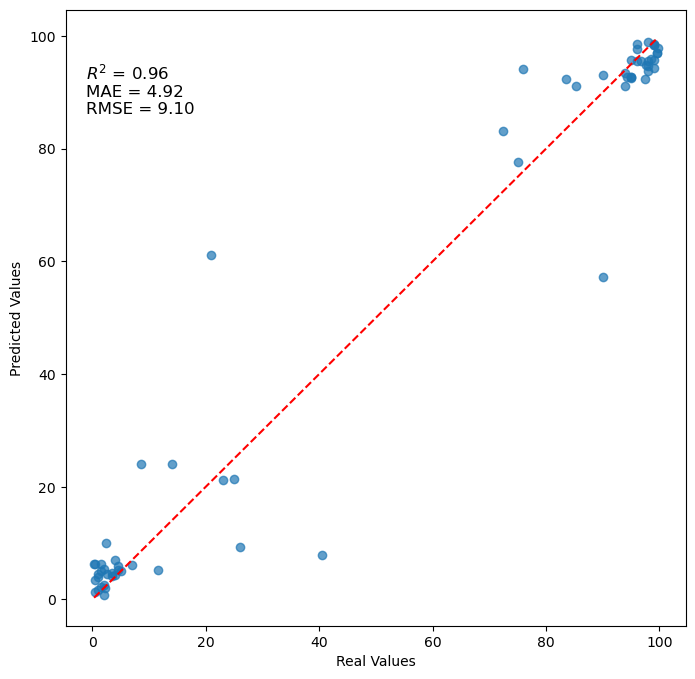 100
80
60
40
20
0
Predicted Values
R² = 0.96
MAE = 4.92
RMSE = 9.10
0 20 40 60 80 100
Real Values